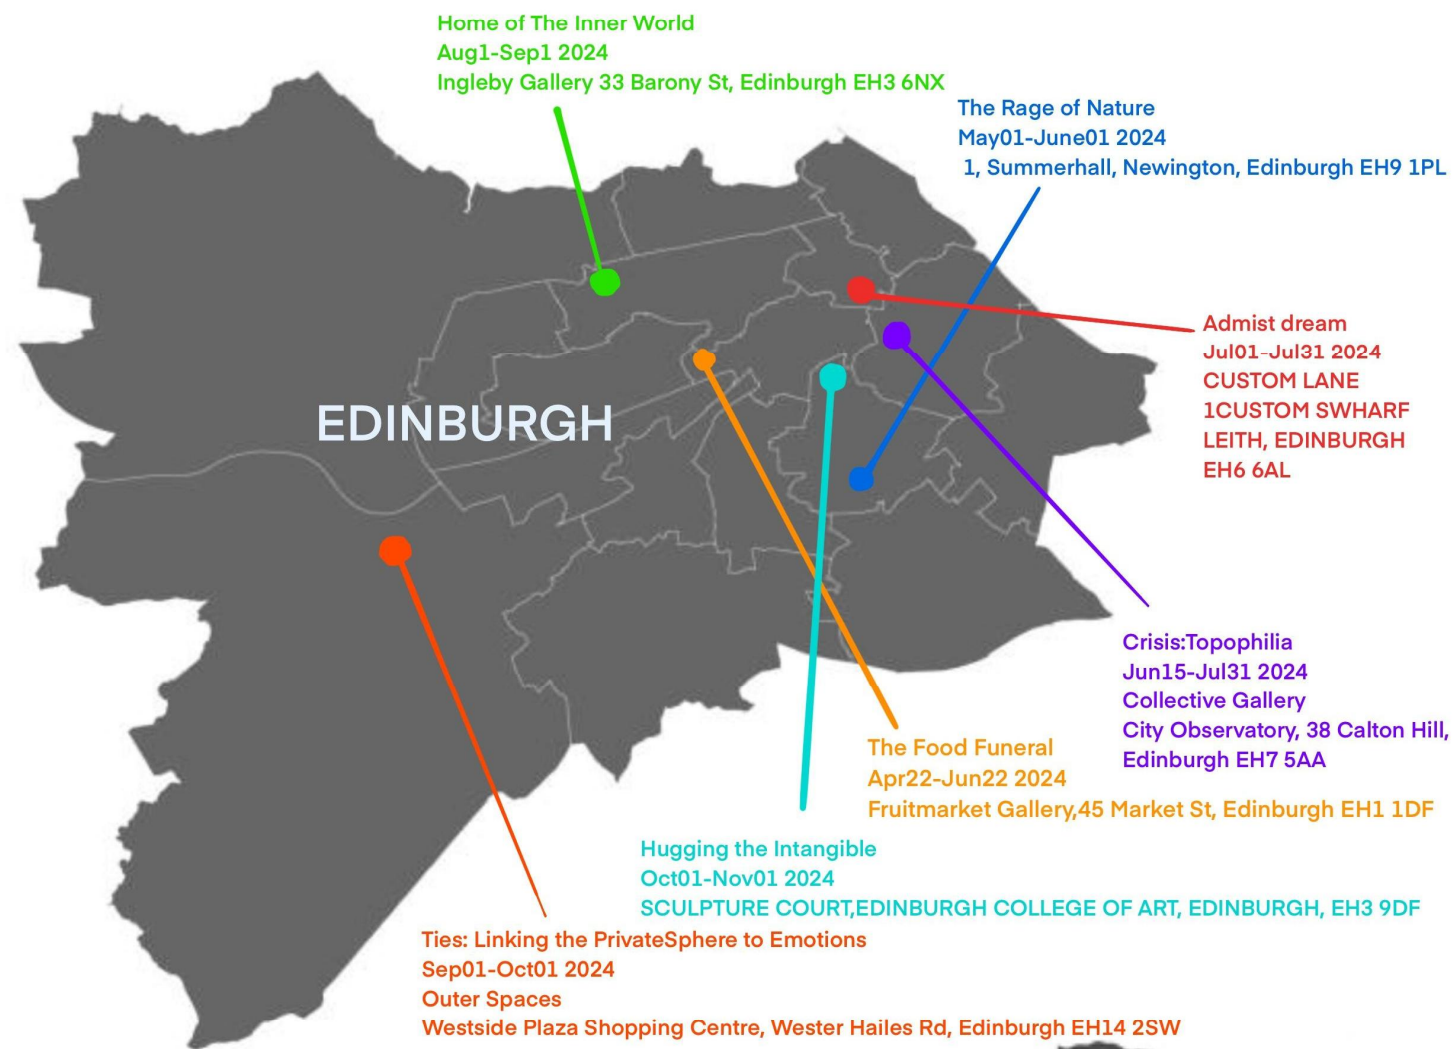 Home of The Inner World
Aug1-Sep1 2024
Ingleby Gallery 33 Barony St, Edinburgh EH3 6NX
The Rage of Nature
May01-June01 2024
1, Summerhall, Newington, Edinburgh EH9 1PL
Admist dream
Jul01-Jul31 2024
CUSTOM LANE
1CUSTOM SWHARF
LEITH, EDINBURGH
EH6 6AL
EDINBURGH
Crisis:Topophilia
Jun15-Jul31 2024
Collective Gallery
City Observatory, 38 Calton Hill,
Edinburgh EH7 5AA
The Food Funeral
Apr22-Jun22 2024
Fruitmarket Gallery,45 Market St, Edinburgh EH1 1DF
Hugging the Intangible
Oct01-Nov01 2024
SCULPTURE COURT,EDINBURGH COLLEGE OF ART, EDINBURGH, EH3 9DF
Ties: Linking the PrivateSphere to Emotions
Sep01-Oct01 2024
Outer Spaces
Westside Plaza Shopping Centre, Wester Hailes Rd, Edinburgh EH14 2SW